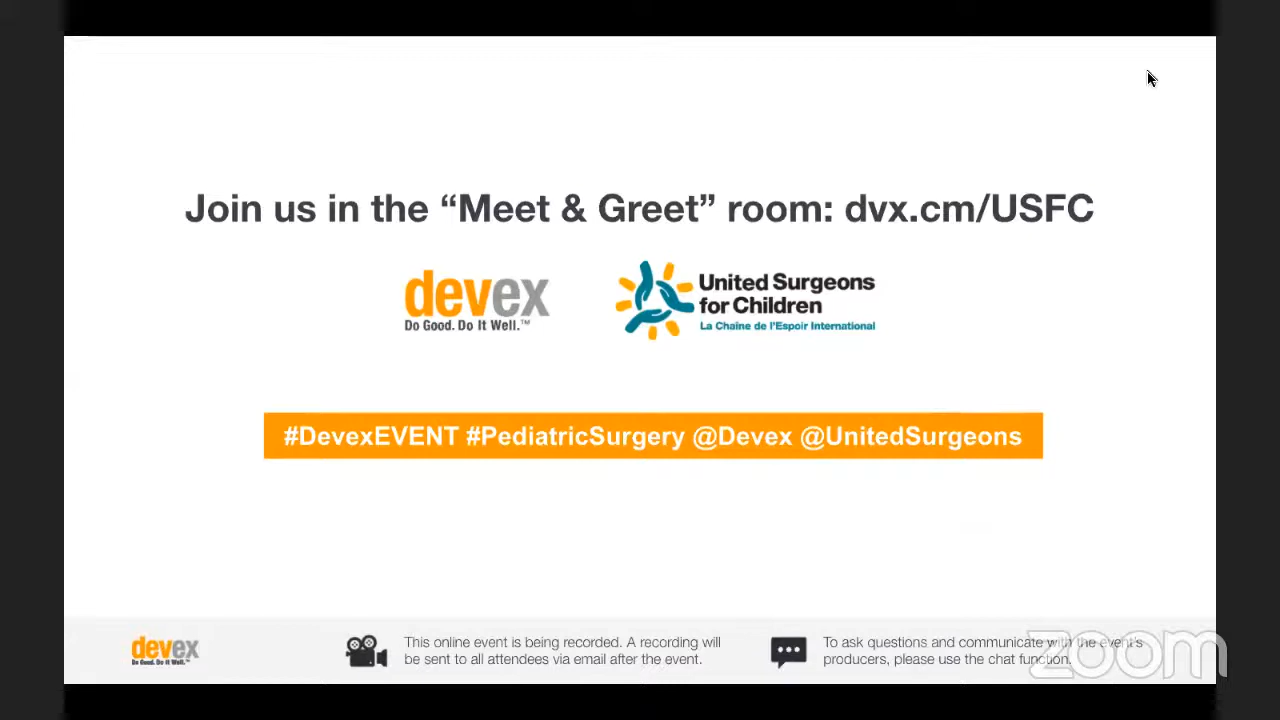 Join us in the “Meet & Greet” room: dvx.cm/USFC
devex
Do Good. Do It Well.™
United Surgeons
for Children
La Chaîne de l'Espoir International
#DevexEVENT #PediatricSurgery @Devex @UnitedSurgeons
devex
Do Good. Do It Well.™
This online event is being recorded. A recording will
be sent to all attendees via email after the event.
To ask questions and communicate with the event's
producers, please use the chat function.
zoom